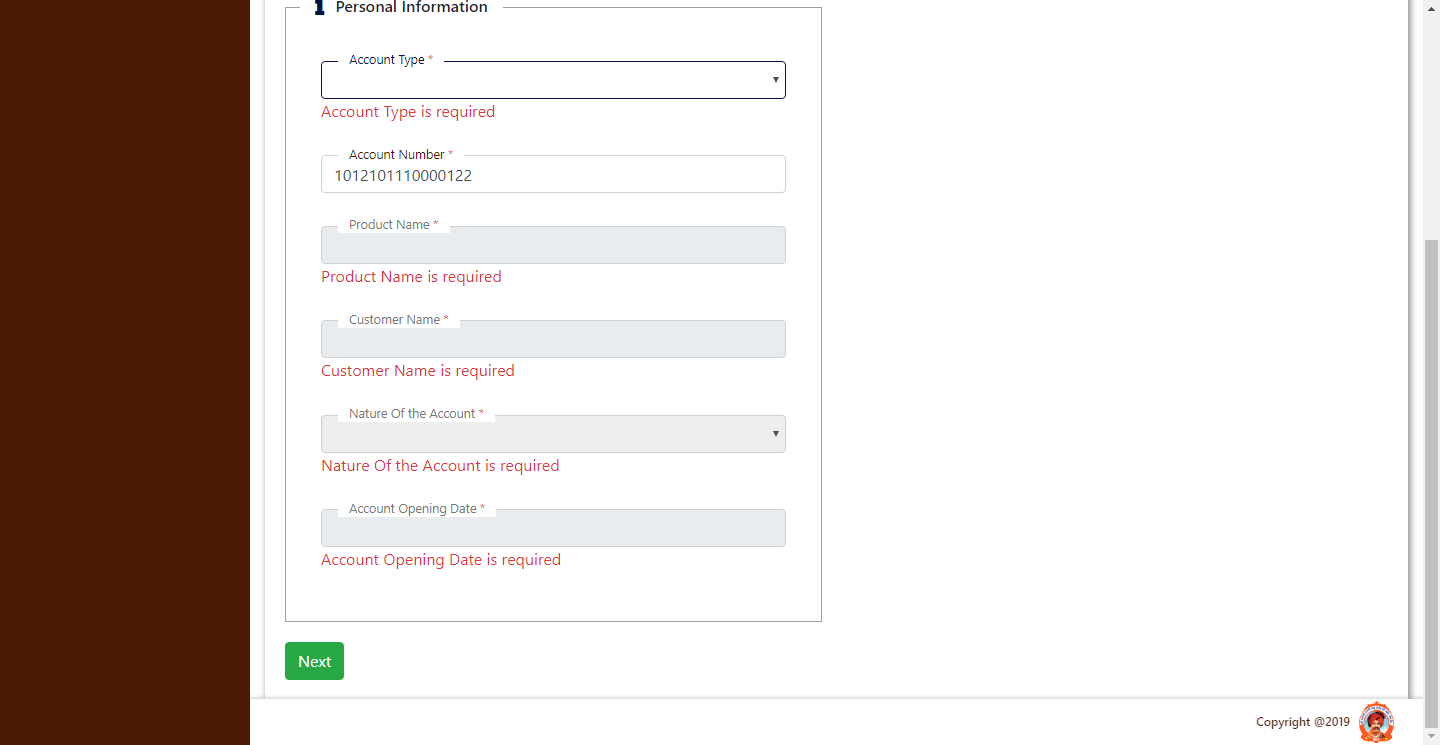 Personal Information
Account Type *
Account Type is required
Account Number *
1012101110000122
Product Name *
Product Name is required
Customer Name *
Customer Name is required
Nature Of the Account *
Nature Of the Account is required
Account Opening Date *
Account Opening Date is required
Next
Copyright @2019